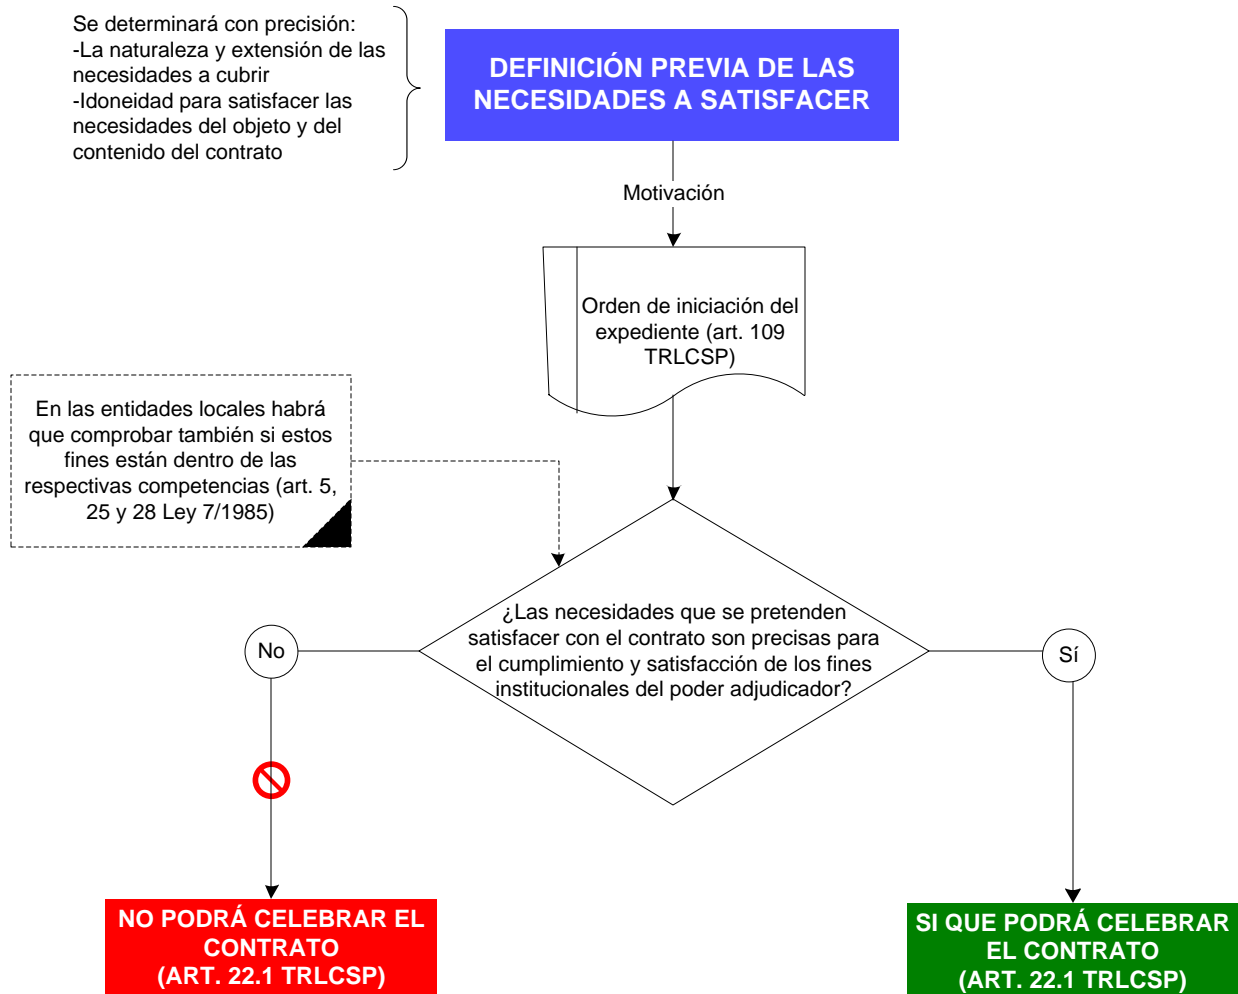 Se determinará con precisión:
-La naturaleza y extensión de las
necesidades a cubrir
-Idoneidad para satisfacer las
necesidades del objeto y del
contenido del contrato
DEFINICIÓN PREVIA DE LAS
NECESIDADES A SATISFACER
Motivación
Orden de iniciación del
expediente (art. 109
TRLCSP)
En las entidades locales habrá
que comprobar también si estos
fines están dentro de las
respectivas competencias (art. 5,
25 y 28 Ley 7/1985)
¿Las necesidades que se pretenden
satisfacer con el contrato son precisas para
el cumplimiento y satisfacción de los fines
institucionales del poder adjudicador?
No
Sí
NO PODRÁ CELEBRAR EL
CONTRATO
(ART. 22.1 TRLCSP)
SI QUE PODRÁ CELEBRAR
EL CONTRATO
(ART. 22.1 TRLCSP)